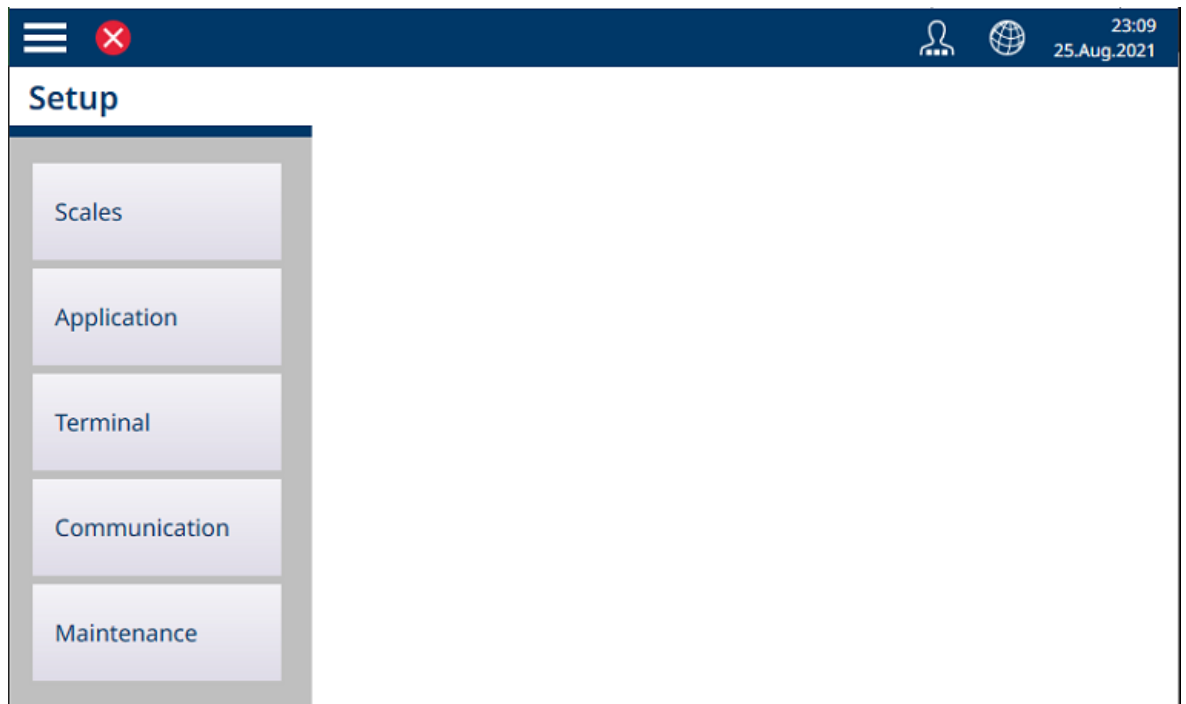 23:09
25.Aug.2021
Setup
Scales
Application
Terminal
Communication
Maintenance